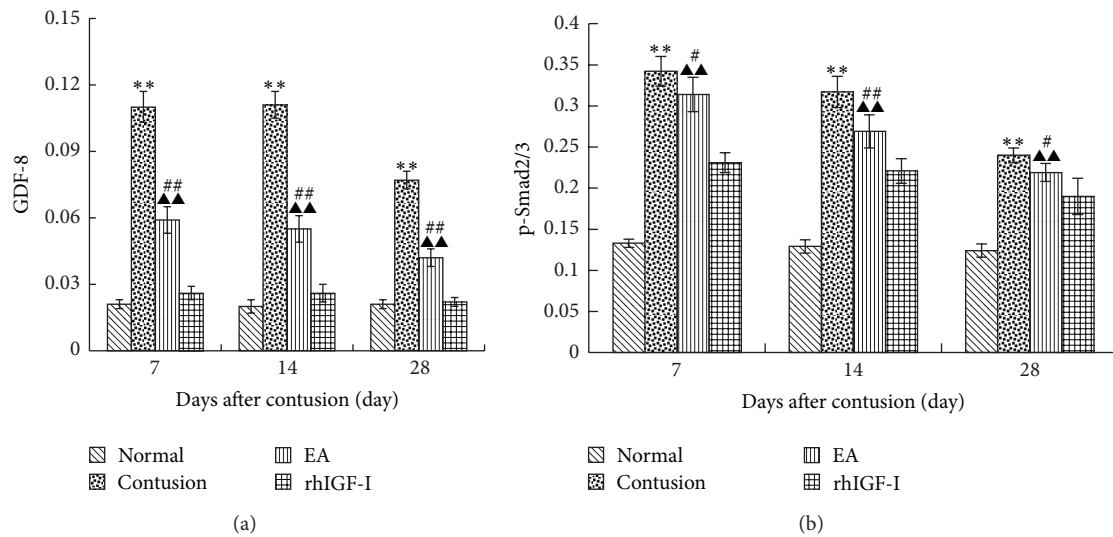 0.15
0.12
0.09
0.06
0.03
0
GDF-8
**
##
▲▲
**
##
▲▲
**
##
▲▲
7 14 28
Days after contusion (day)
Normal EA
Contusion rhIGF-I
(a)
0.4
0.35
0.3
0.25
0.2
0.15
0.1
0.05
0
p-Smad2/3
**
#
▲▲
**
##
▲▲
**
#
▲▲
7 14 28
Days after contusion (day)
Normal EA
Contusion rhIGF-I
(b)